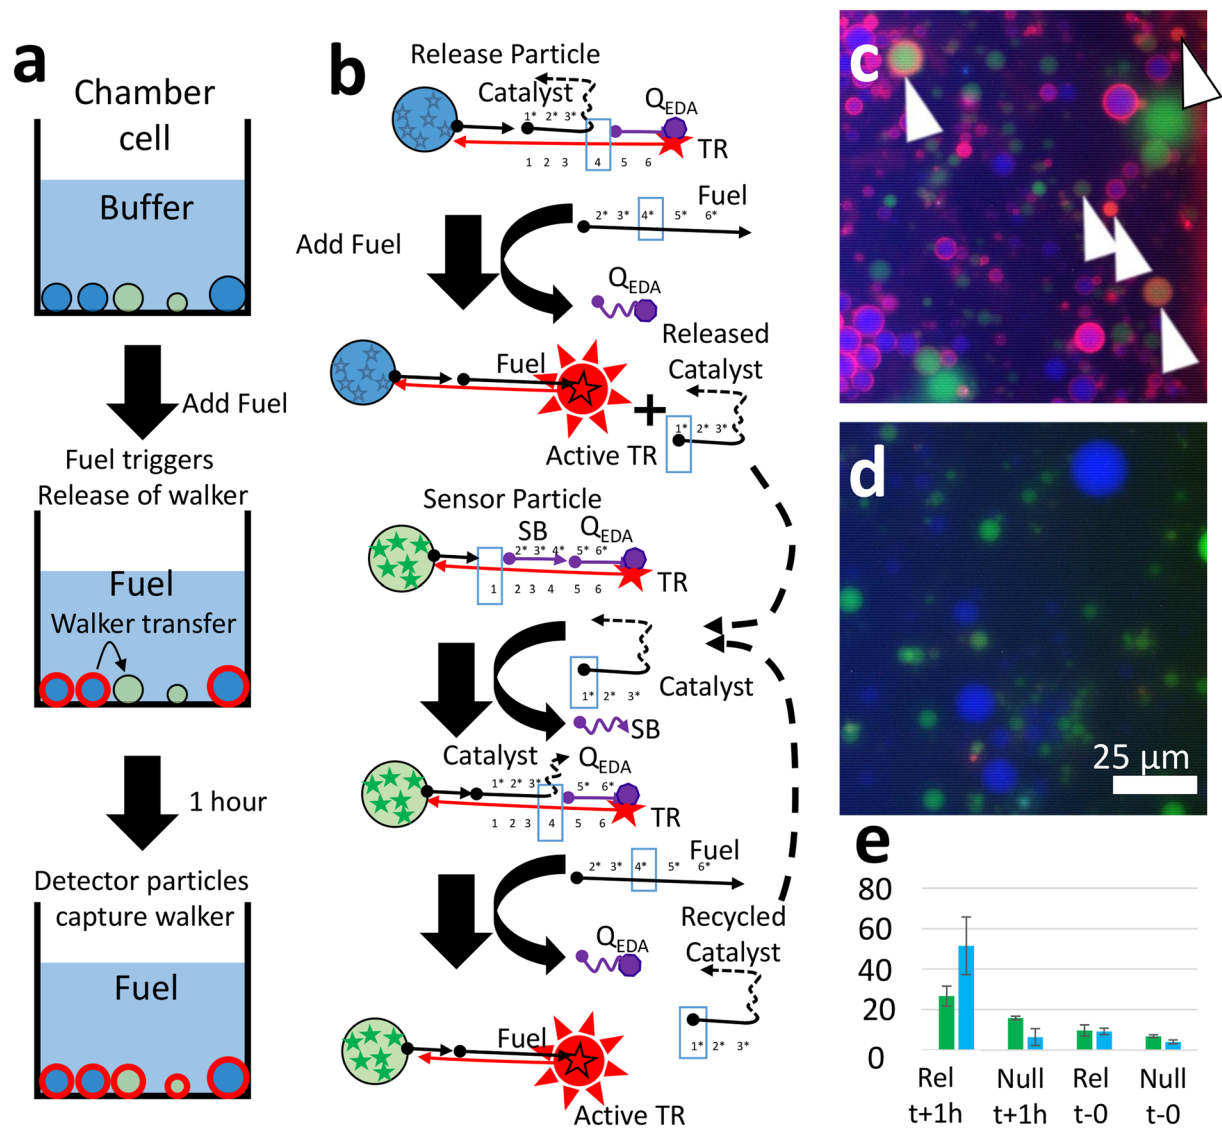 a
Chamber
cell
Buffer
Add Fuel
Fuel triggers
Release of walker
Fuel
Walker transfer
1 hour
Detector particles
capture walker
Fuel
b
Release Particle
Catalyst
Q_EDA
1* 2* 3*
TR
1 2 3 4 5 6
Fuel
2* 3* 4* 5* 6*
Add Fuel
Q_EDA
Released
Catalyst
Fuel
+
1* 2* 3*
Active TR
Sensor Particle
SB
Q_EDA
2* 3* 4* 5* 6*
TR
1 2 3 4 5 6
1* 2* 3*
Catalyst
SB
Catalyst
Q_EDA
1* 2* 3* 5* 6*
TR
1 2 3 4 5 6
Fuel
2* 3* 4* 5* 6*
Q_EDA
Recycled
Catalyst
1* 2* 3*
Fuel
Active TR
c
d
25 μm
e
80
60
40
20
0
Rel Null Rel Null
t+1h t+1h t-0 t-0